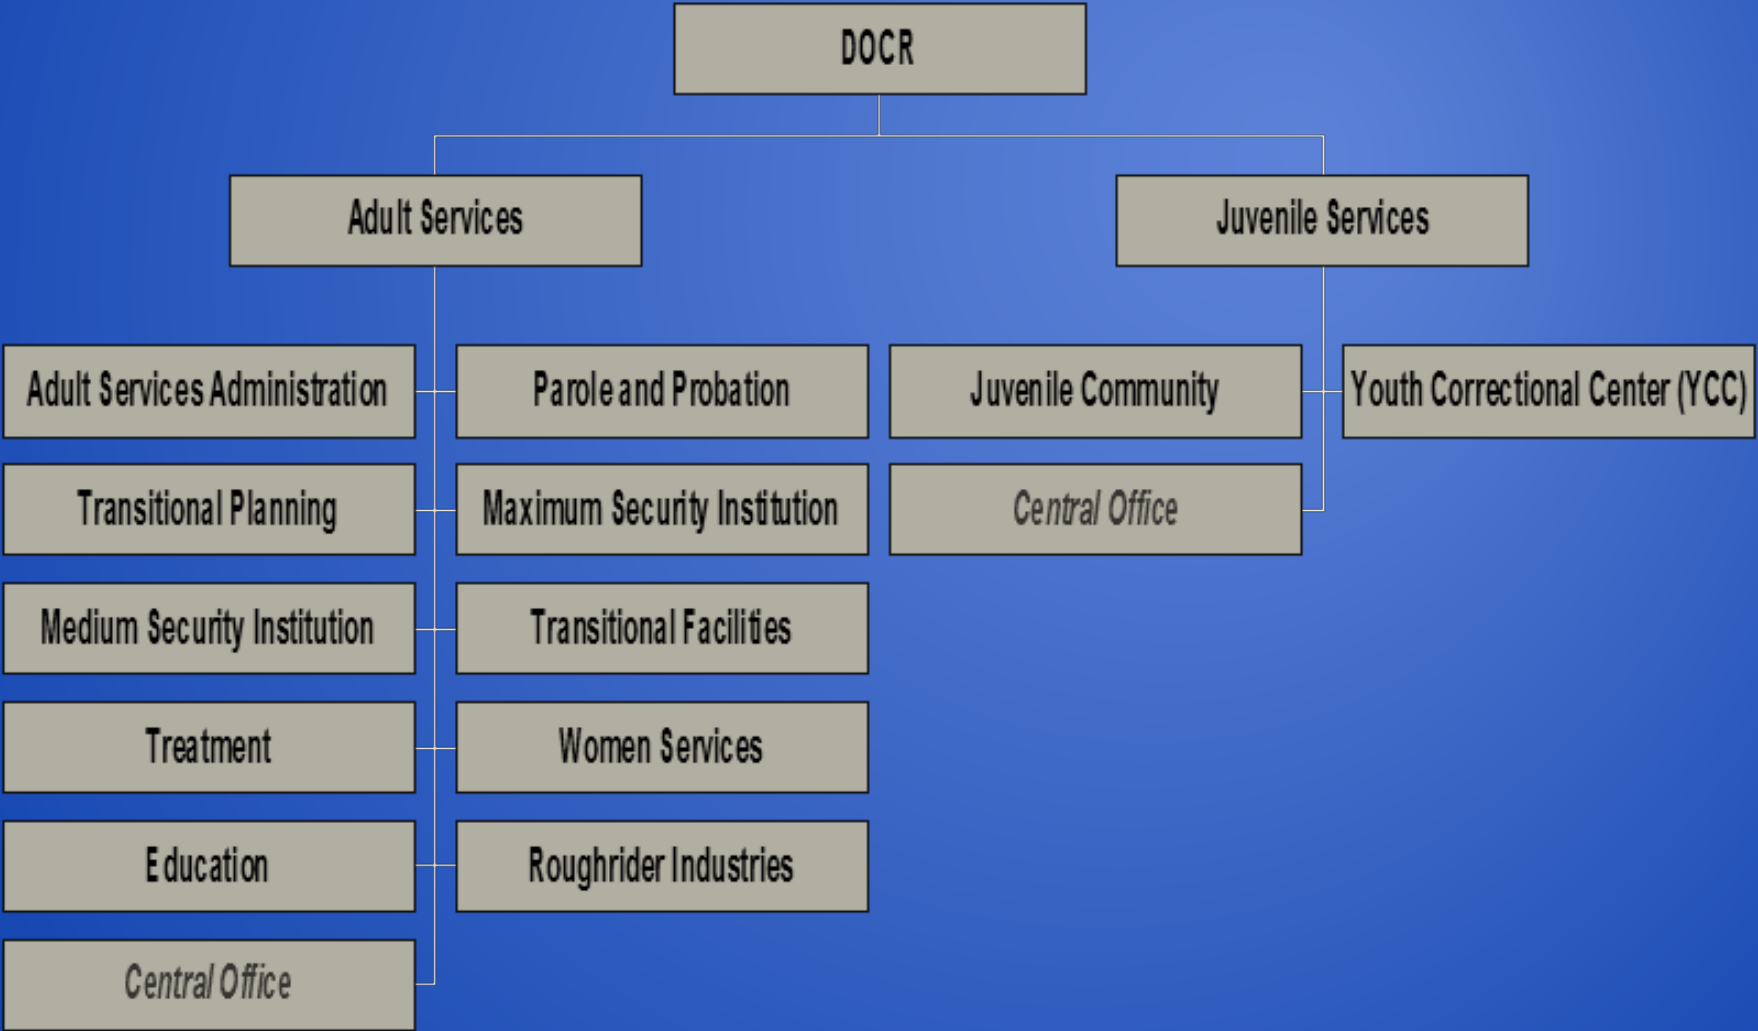 DOCR
Adult Services
Juvenile Services
Adult Services Administration
Parole and Probation
Juvenile Community
Youth Correctional Center (YCC)
Transitional Planning
Maximum Security Institution
Central Office
Medium Security Institution
Transitional Facilities
Treatment
Women Services
Education
Roughrider Industries
Central Office